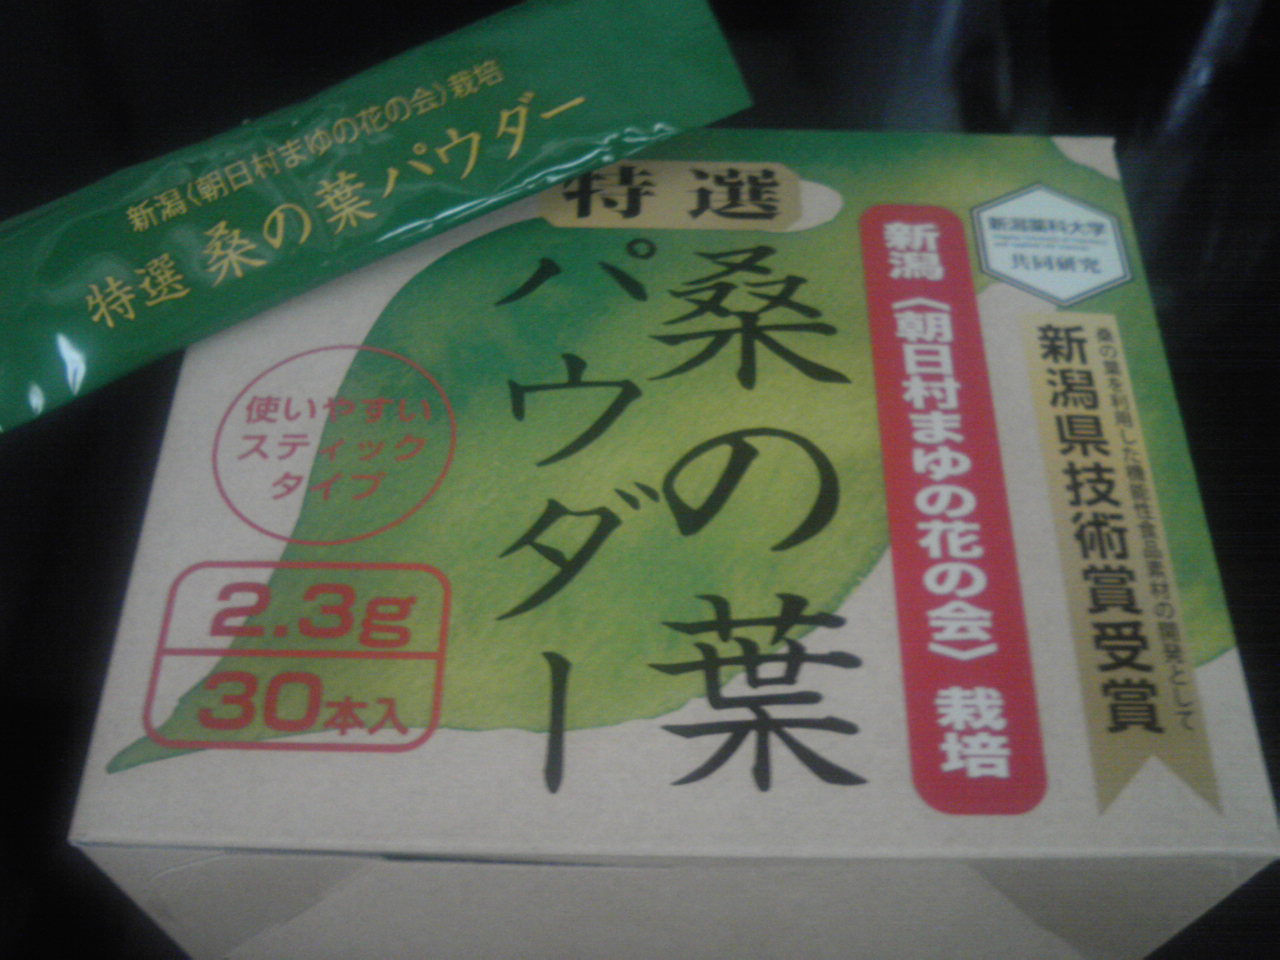 新潟〈朝日村まゆの花の会〉栽培
特選 桑の葉パウダー
特選
桑の葉
パウダー
新潟〈朝日村まゆの花の会〉栽培
新潟薬科大学
共同研究
桑の葉を利用した機能性食品素材の開発として
新潟県技術賞受賞
使いやすい
スティック
タイプ
2.3g
30本入